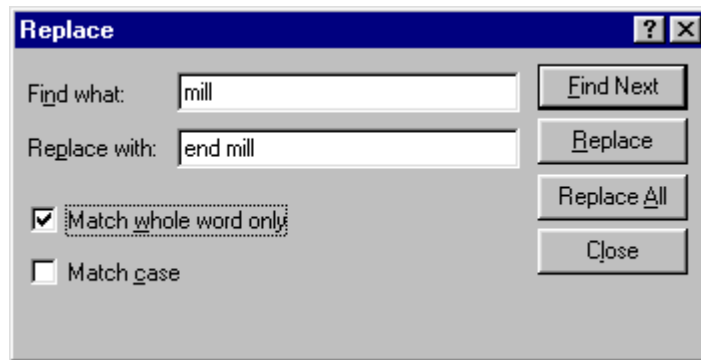 Replace
Find what: mill
Find Next
Replace with: end mill
Replace
Replace All
Match whole word only
Close
Match case